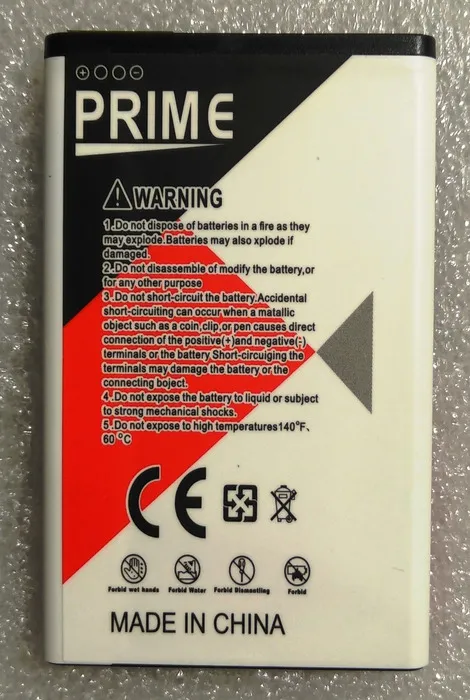 PRIME
WARNING
1.Do not dispose of batteries in a fire as they
may explode.Batteries may also xplode if
damaged.
2.Do not disassemble of modify the battery,or
for any other purpose
3.Do not short-circuit the battery.Accidental
short-circuiting can occur when a matallic
object such as a coin,clip,or pen causes direct
connection of the positive(+)and negative(-)
terminals or the battery Short-circuiging the
terminals may damage the battery or.the
connecting boject.
4.Do not expose the battery to liquid or subject
to strong mechanical shocks.
5.Do not expose to high temperatures140°F、
60 °C
CE
Forbid wet hands Forbid Water Forbid Dismantling Forbid
MADE IN CHINA